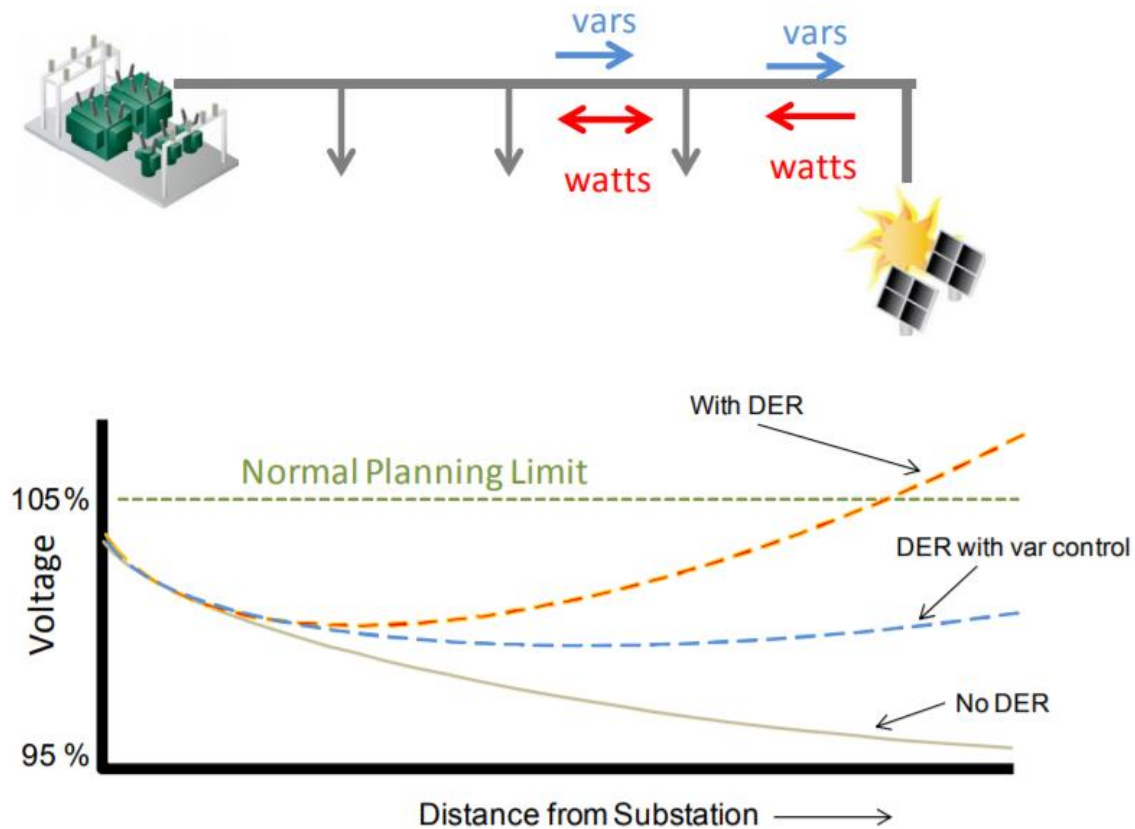 vars
vars
watts
watts
With DER
Normal Planning Limit
105%
DER with var control
Voltage
No DER
95 %
Distance from Substation